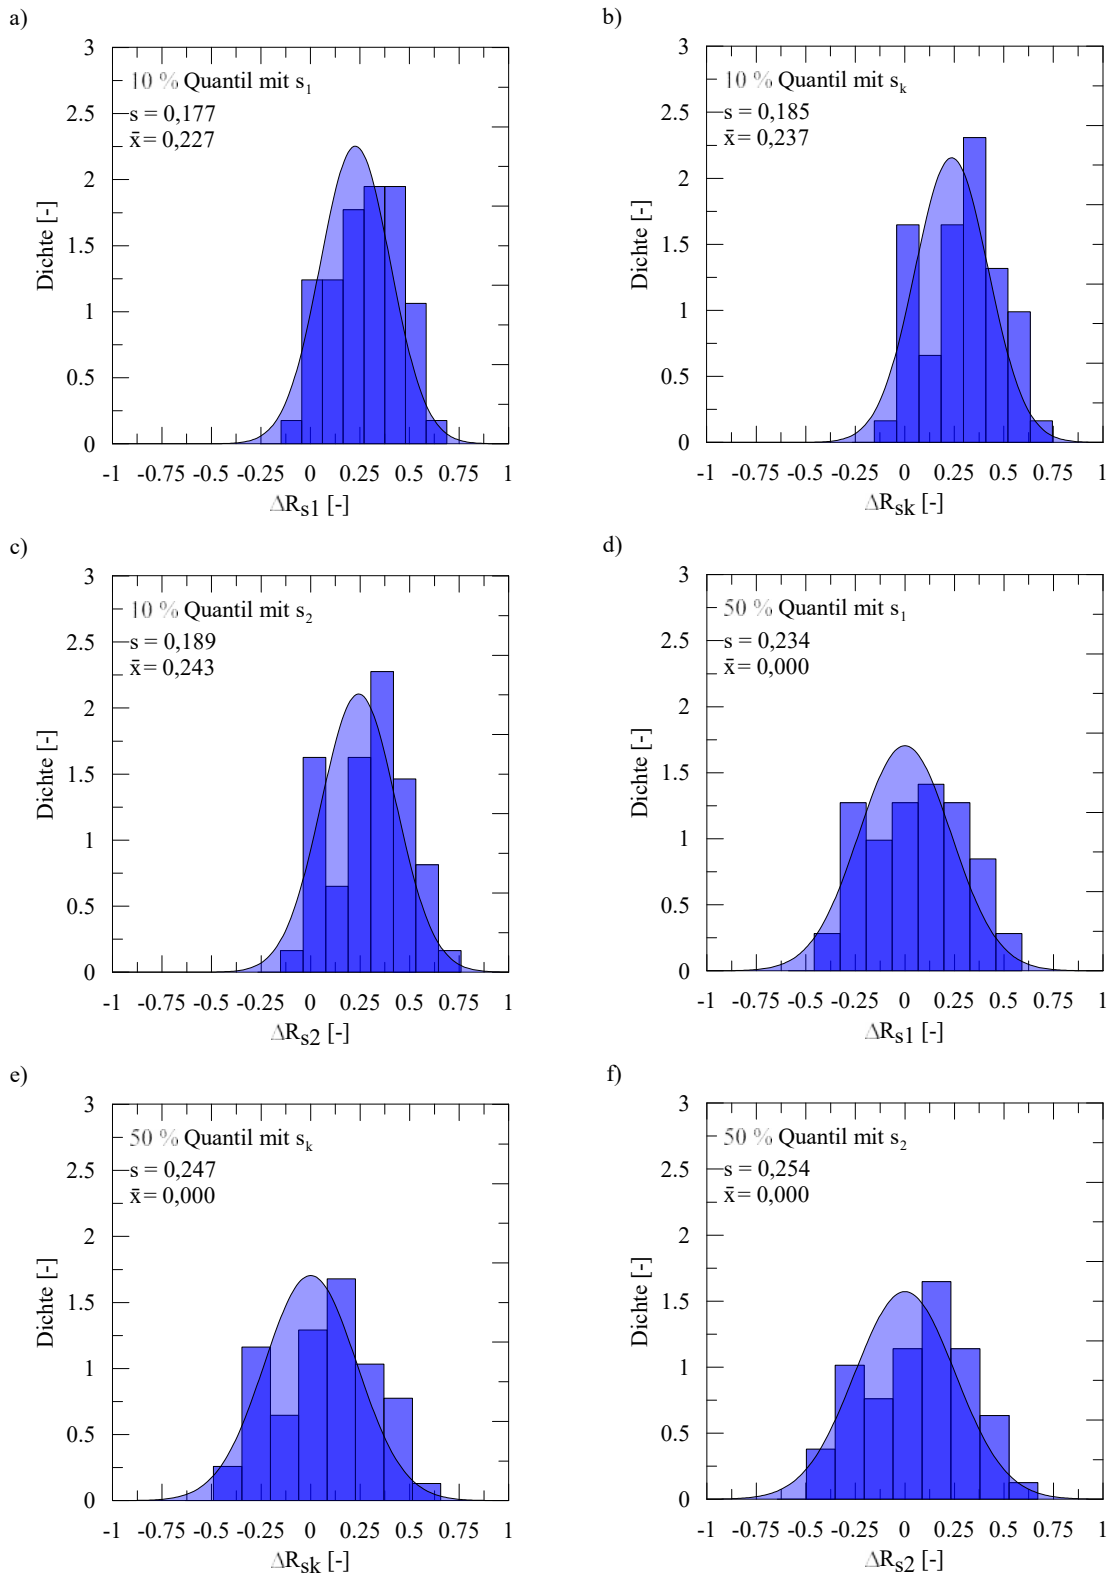 a)
3
2.5
2
1.5
1
0.5
0
Dichte [-]
10 % Quantil mit s1
s = 0,177
x̄ = 0,227
-1 -0.75 -0.5 -0.25 0 0.25 0.5 0.75 1
ΔRs1 [-]
b)
3
2.5
2
1.5
1
0.5
0
Dichte [-]
10 % Quantil mit sk
s = 0,185
x̄ = 0,237
-1 -0.75 -0.5 -0.25 0 0.25 0.5 0.75 1
ΔRsk [-]
c)
3
2.5
2
1.5
1
0.5
0
Dichte [-]
10 % Quantil mit s2
s = 0,189
x̄ = 0,243
-1 -0.75 -0.5 -0.25 0 0.25 0.5 0.75 1
ΔRs2 [-]
d)
3
2.5
2
1.5
1
0.5
0
Dichte [-]
50 % Quantil mit s1
s = 0,234
x̄ = 0,000
-1 -0.75 -0.5 -0.25 0 0.25 0.5 0.75 1
ΔRs1 [-]
e)
3
2.5
2
1.5
1
0.5
0
Dichte [-]
50 % Quantil mit sk
s = 0,247
x̄ = 0,000
-1 -0.75 -0.5 -0.25 0 0.25 0.5 0.75 1
ΔRsk [-]
f)
3
2.5
2
1.5
1
0.5
0
Dichte [-]
50 % Quantil mit s2
s = 0,254
x̄ = 0,000
-1 -0.75 -0.5 -0.25 0 0.25 0.5 0.75 1
ΔRs2 [-]